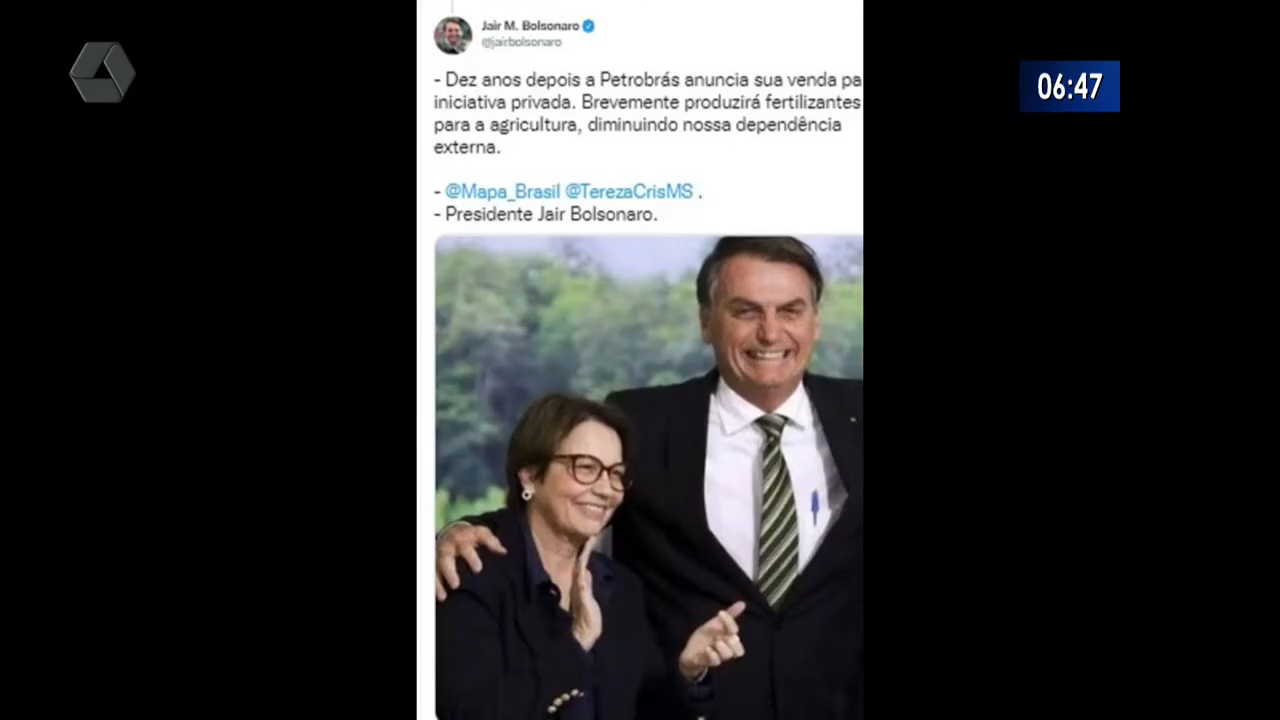 Jair M. Bolsonaro
@jairbolsonaro
06:47
- Dez anos depois a Petrobrás anuncia sua venda pa
iniciativa privada. Brevemente produzirá fertilizantes
para a agricultura, diminuindo nossa dependência
externa.
- @Mapa_Brasil @TerezaCrisMS .
- Presidente Jair Bolsonaro.